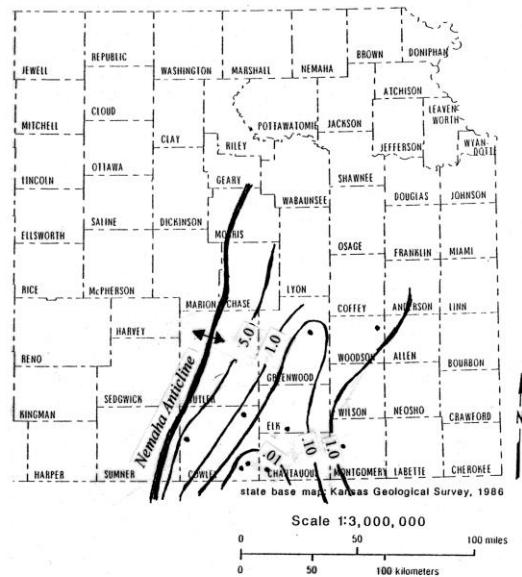 JEWELL
REPUBLIC
WASHINGTON
MARSHALL
NEMAHA
BROWN
DONIPHAN
MITCHELL
CLOUD
CLAY
RILEY
POTTAWATOMIE
JACKSON
ATCHISON
JEFFERSON
LEAVEN
WORTH
WYAN-
DOTTE
LINCOLN
OTTAWA
GEARY
WABAUNSEE
SHAWNEE
DOUGLAS
JOHNSON
ELLSWORTH
SALINE
DICKINSON
MORRIS
OSAGE
FRANKLIN
MIAMI
RICE
McPHERSON
MARION
CHASE
LYON
COFFEY
ANDERSON
LINN
RENO
HARVEY
5.0
1.0
GREENWOOD
WOODSON
ALLEN
BOURBON
KINGMAN
SEDGWICK
Nemaha Anticline
BUTLER
ELK
WILSON
NEOSHO
CRAWFORD
HARPER
SUMNER
COWLEY
.01
CHAUTAUQUA
.10
1.0
MONTGOMERY
LABETTE
CHEROKEE
N
state base map: Kansas Geological Survey, 1986
Scale 1:3,000,000
0 50 100 miles
0 50 100 kilometers